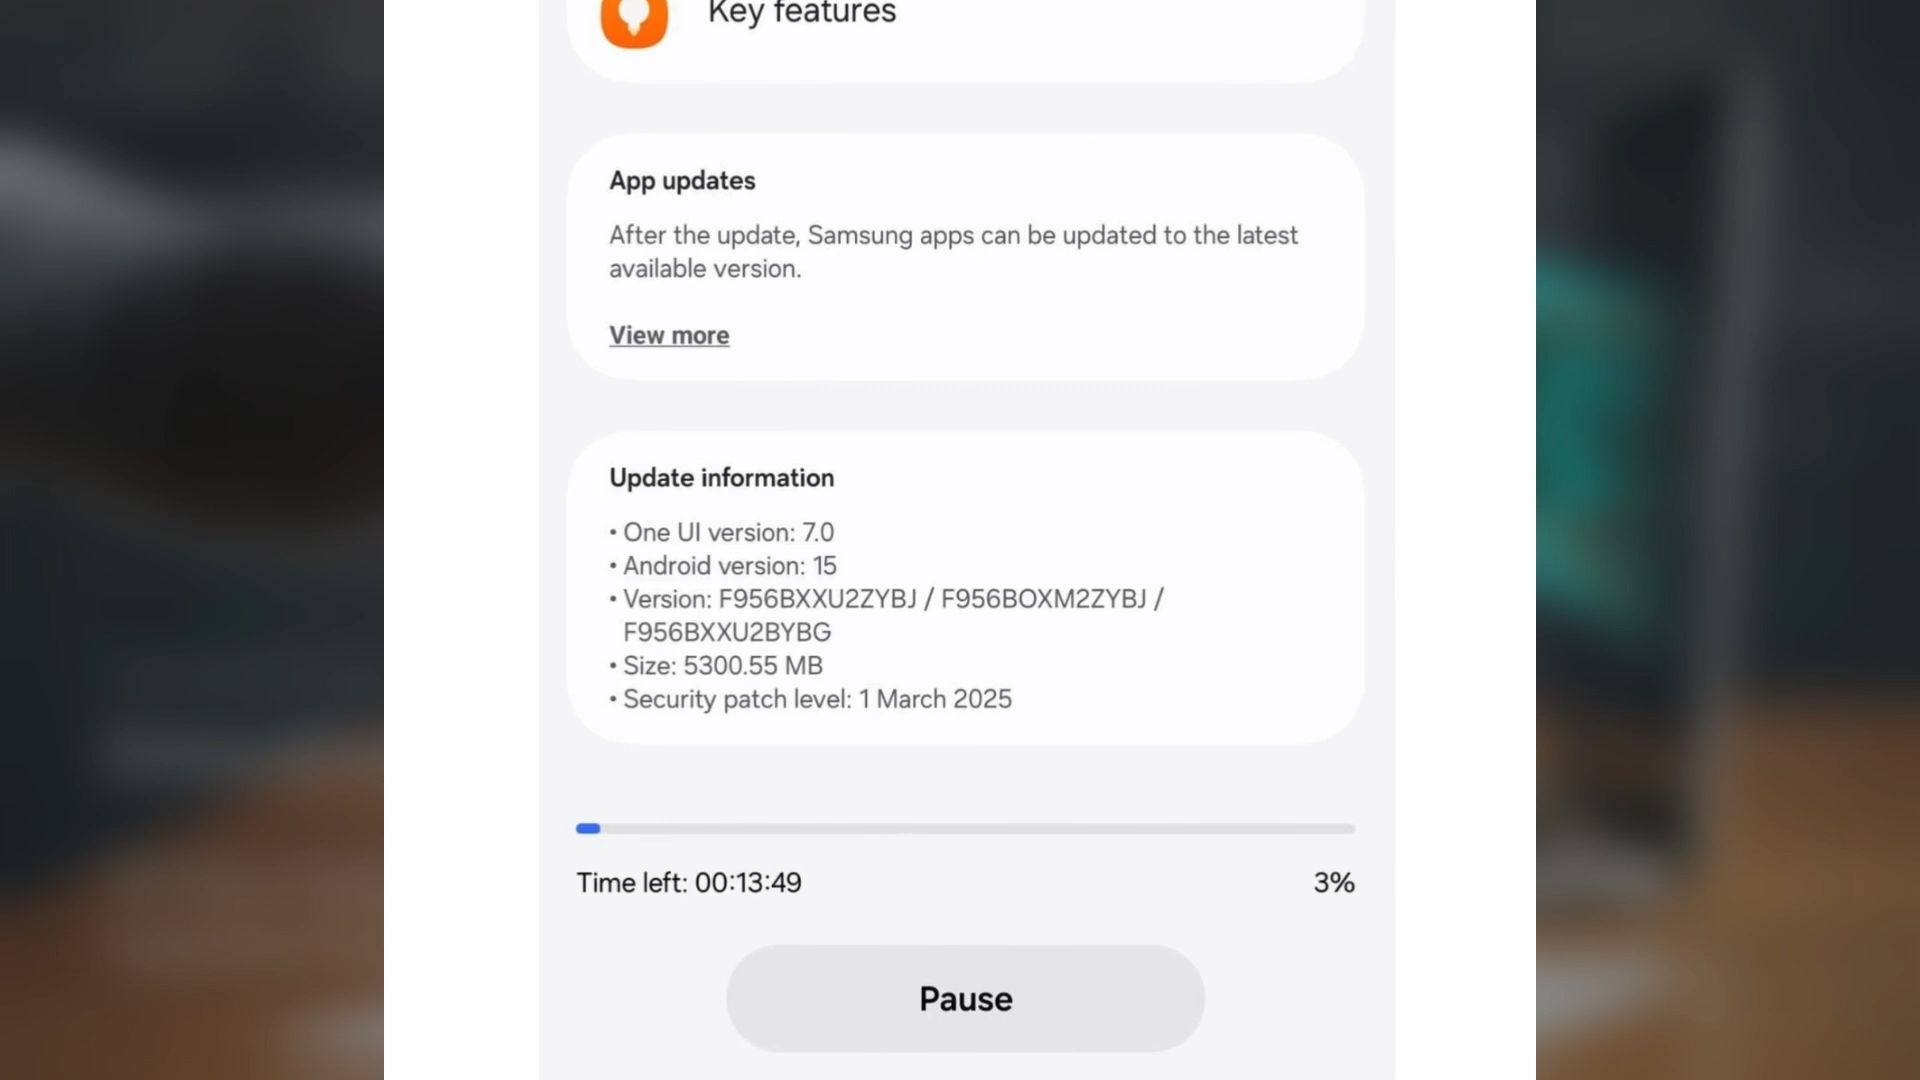 Key features
App updates
After the update, Samsung apps can be updated to the latest
available version.
View more
Update information
• One UI version: 7.0
• Android version: 15
• Version: F956BXXU2ZYBJ / F956BOXM2ZYBJ /
F956BXXU2BYBG
• Size: 5300.55 MB
• Security patch level: 1 March 2025
Time left: 00:13:49
3%
Pause